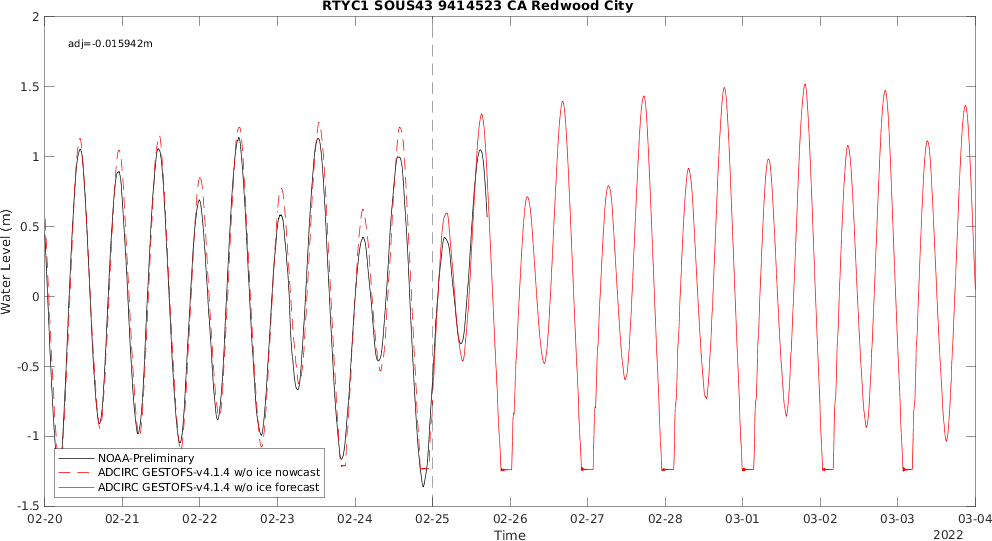 RTYC1 SOUS43 9414523 CA Redwood City
adj=-0.015942m
2
1.5
1
0.5
0
-0.5
-1
-1.5
Water Level (m)
NOAA-Preliminary
ADCIRC GESTOFS-v4.1.4 w/o ice nowcast
ADCIRC GESTOFS-v4.1.4 w/o ice forecast
02-20 02-21 02-22 02-23 02-24 02-25 02-26 02-27 02-28 03-01 03-02 03-03 03-04
Time
2022